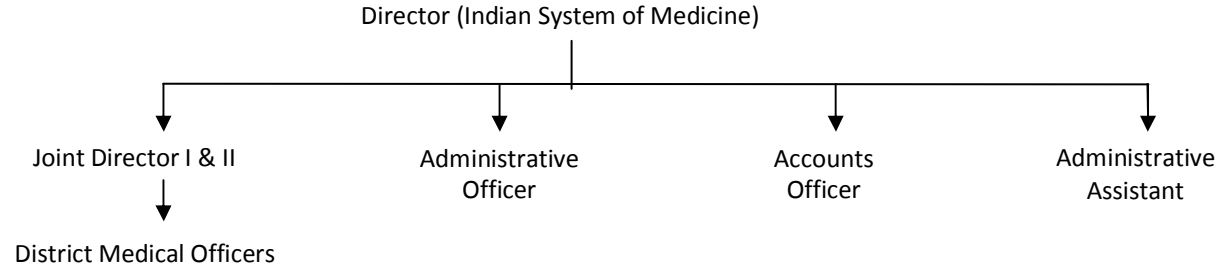 Director (Indian System of Medicine)
Joint Director I & II
Administrative
Officer
Accounts
Officer
Administrative
Assistant
District Medical Officers